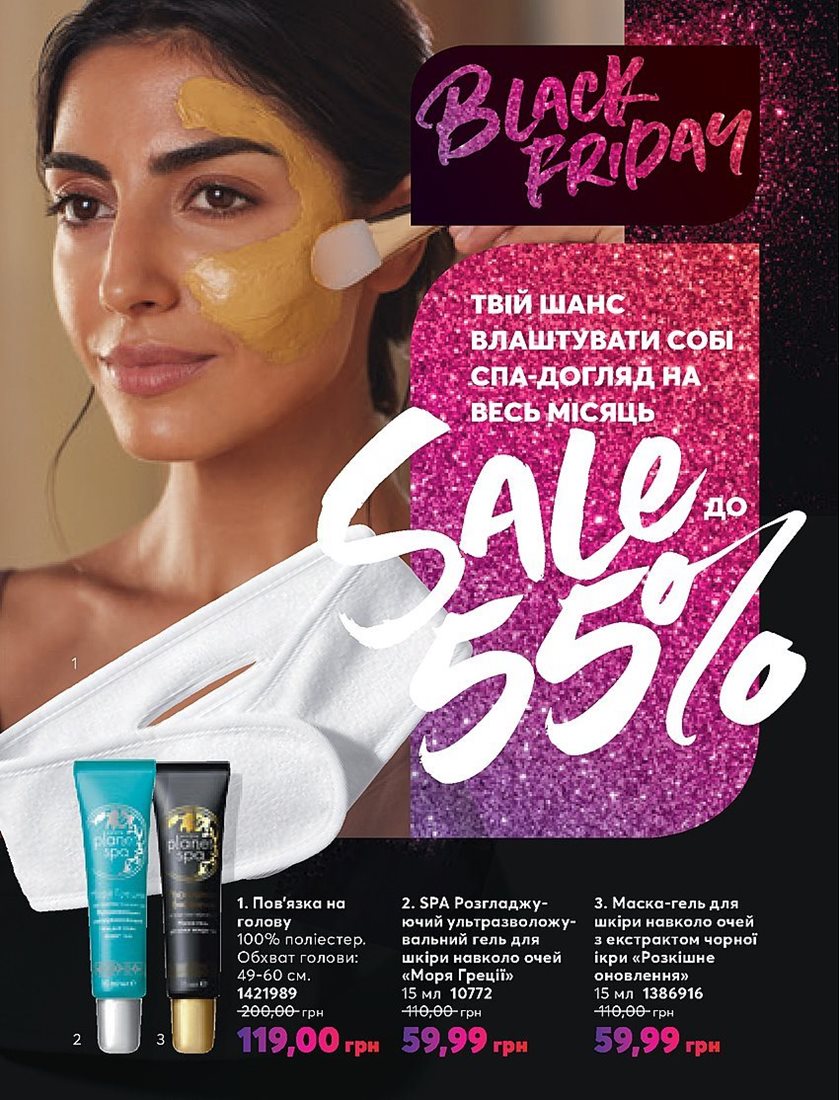 BLACK
FRIDAY
ТВІЙ ШАНС
ВЛАШТУВАТИ СОБІ
СПА-ДОГЛЯД НА
ВЕСЬ МІСЯЦЬ
SALE ДО
55%
1
planet
spa
planet
spa
2
3
1. Пов'язка на
голову
100% поліестер.
Обхват голови:
49-60 см.
1421989
200,00 грн
119,00 грн
2. SPA Розгладжу-
ючий ультразволожу-
вальний гель для
шкіри навколо очей
«Моря Греції»
15 мл 10772
110,00 грн
59,99 грн
3. Маска-гель для
шкіри навколо очей
з екстрактом чорної
ікри «Розкішне
оновлення»
15 мл 1386916
110,00 грн
59,99 грн